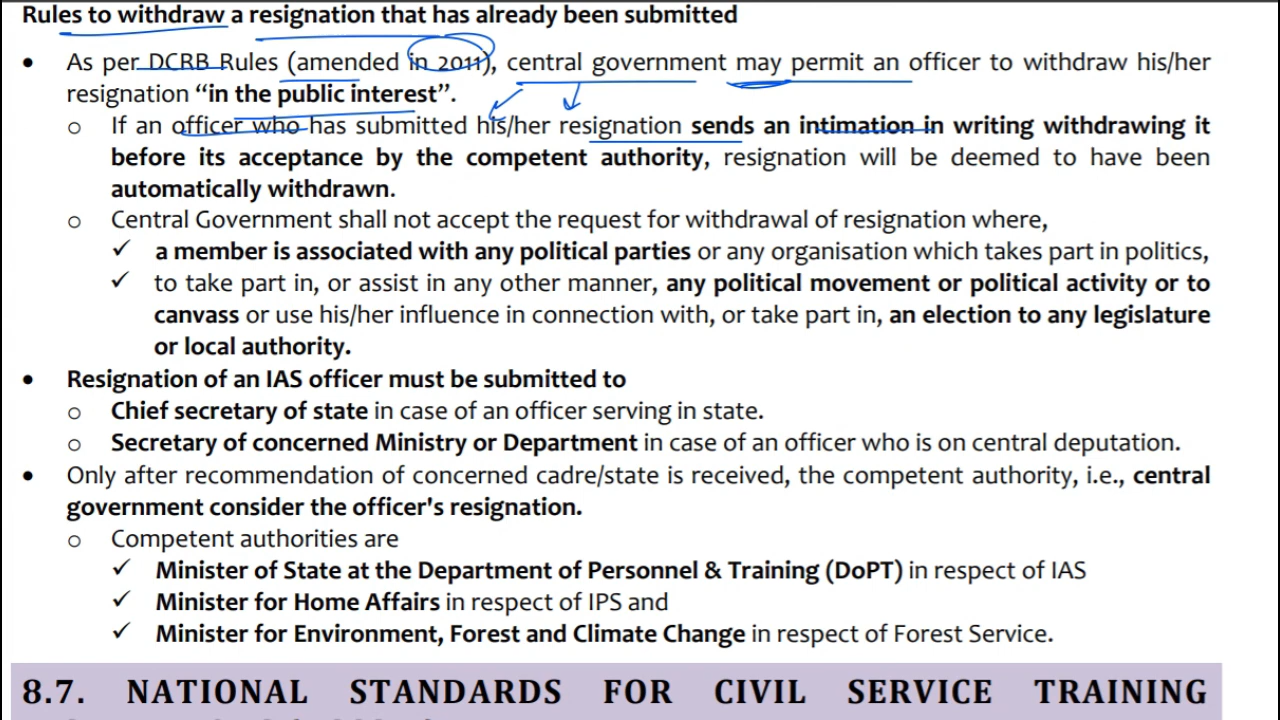 Rules to withdraw a resignation that has already been submitted
• As per DCRB Rules (amended in 2011), central government may permit an officer to withdraw his/her
resignation “in the public interest”.
o If an officer who has submitted his/her resignation sends an intimation in writing withdrawing it
before its acceptance by the competent authority, resignation will be deemed to have been
automatically withdrawn.
o Central Government shall not accept the request for withdrawal of resignation where,
✓ a member is associated with any political parties or any organisation which takes part in politics,
✓ to take part in, or assist in any other manner, any political movement or political activity or to
canvass or use his/her influence in connection with, or take part in, an election to any legislature
or local authority.
• Resignation of an IAS officer must be submitted to
o Chief secretary of state in case of an officer serving in state.
o Secretary of concerned Ministry or Department in case of an officer who is on central deputation.
• Only after recommendation of concerned cadre/state is received, the competent authority, i.e., central
government consider the officer's resignation.
o Competent authorities are
✓ Minister of State at the Department of Personnel & Training (DoPT) in respect of IAS
✓ Minister for Home Affairs in respect of IPS and
✓ Minister for Environment, Forest and Climate Change in respect of Forest Service.
8.7. NATIONAL STANDARDS FOR CIVIL SERVICE TRAINING